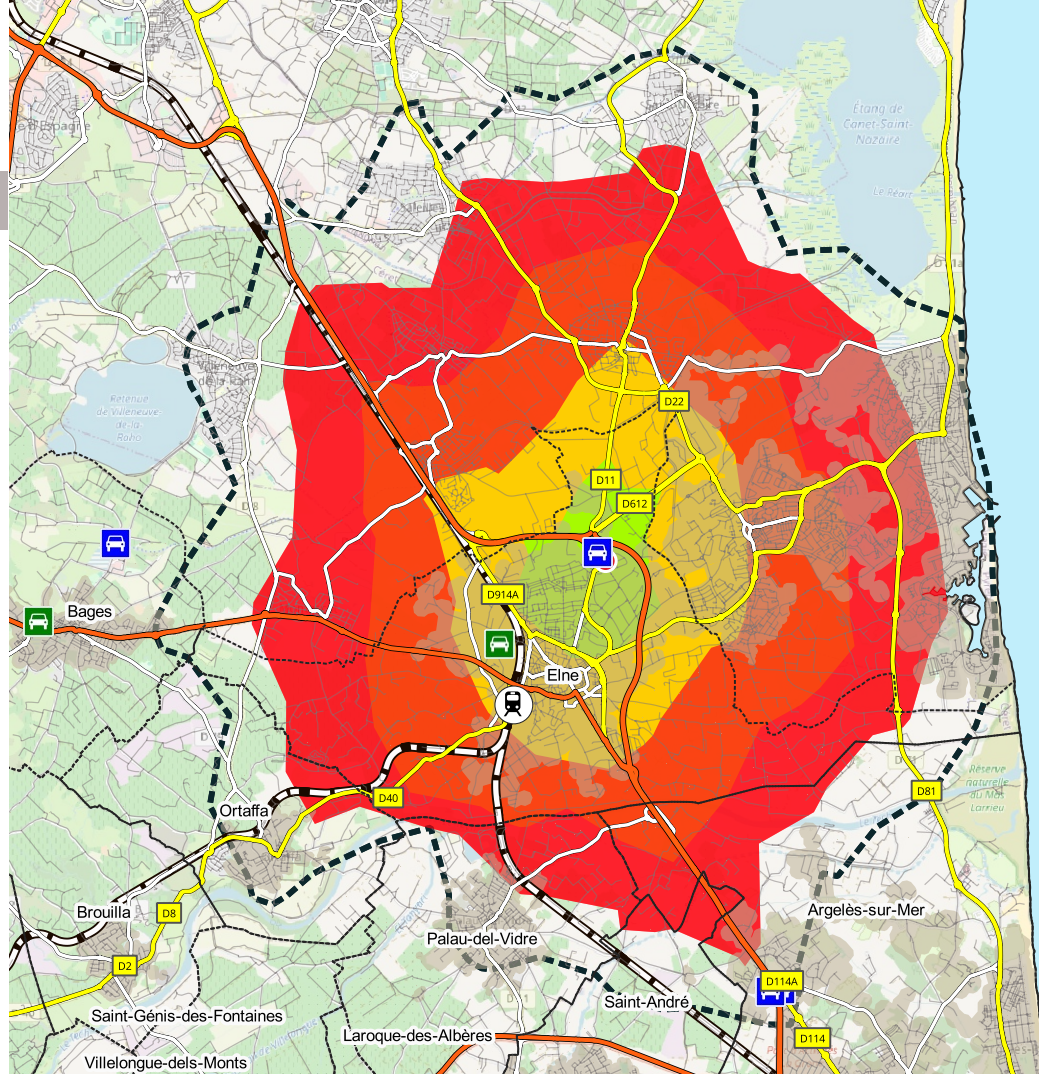 Étang de
Canet-Saint-
Nazaire
Le Réart
Retenue
de Villeneuve
de-la-
Raho
D22
D11
D612
D 8
D914A
Bages
Elne
D40
D81
Réserve
naturelle
du Mas
Larrieu
Ortaffa
Brouilla
D8
Argelès-sur-Mer
Palau-del-Vidre
D2
D114A
Saint-André
Saint-Génis-des-Fontaines
Laroque-des-Albères
D114
Villelongue-dels-Monts